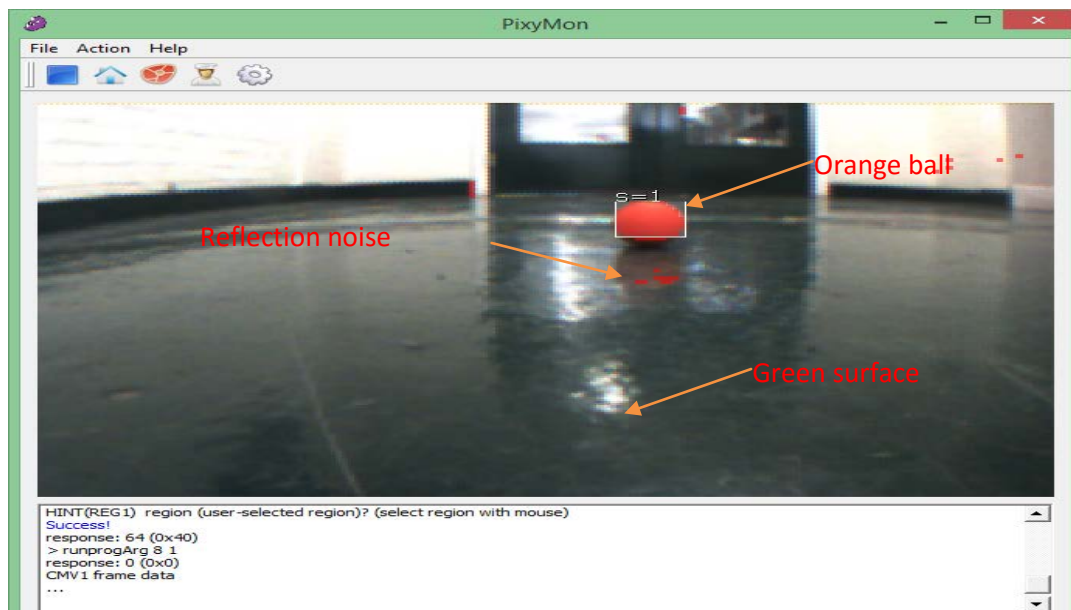 PixyMon
File Action Help
Orange ball
s=1
Reflection noise
Green surface
HINT(REG1) region (user-selected region)? (select region with mouse)
Success!
response: 64 (0x40)
> runprogArg 8 1
response: 0 (0x0)
CMV1 frame data
...